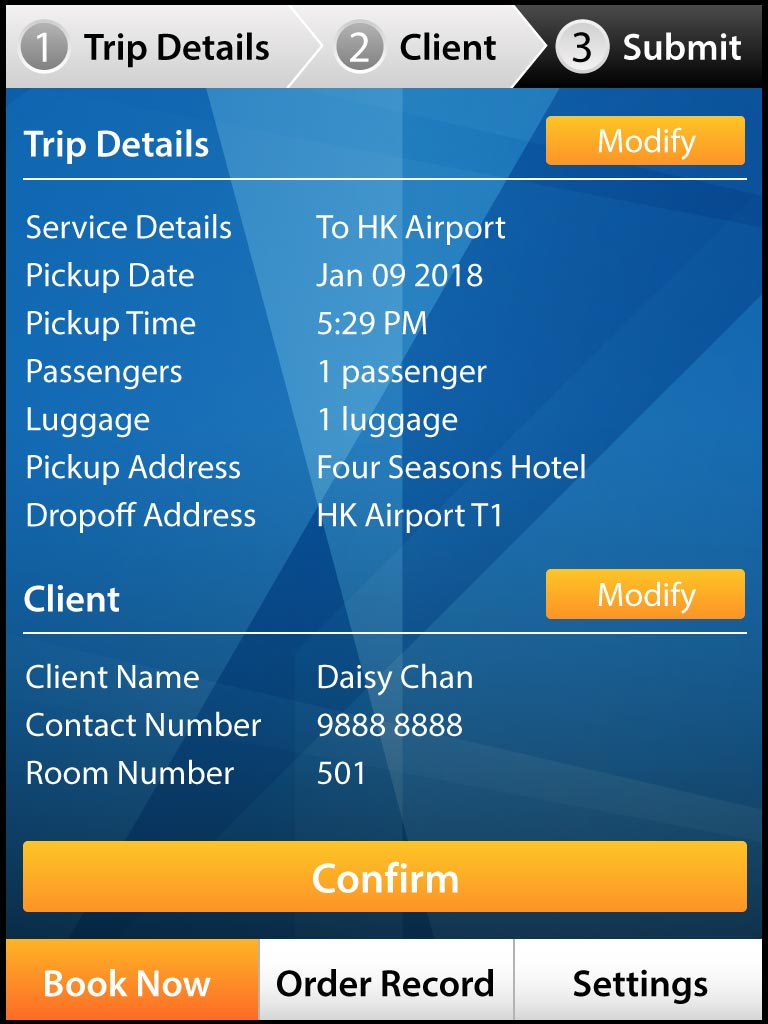 1 Trip Details 2 Client 3 Submit
Trip Details Modify
Service Details To HK Airport
Pickup Date Jan 09 2018
Pickup Time 5:29 PM
Passengers 1 passenger
Luggage 1 luggage
Pickup Address Four Seasons Hotel
Dropoff Address HK Airport T1
Client Modify
Client Name Daisy Chan
Contact Number 9888 8888
Room Number 501
Confirm
Book Now Order Record Settings